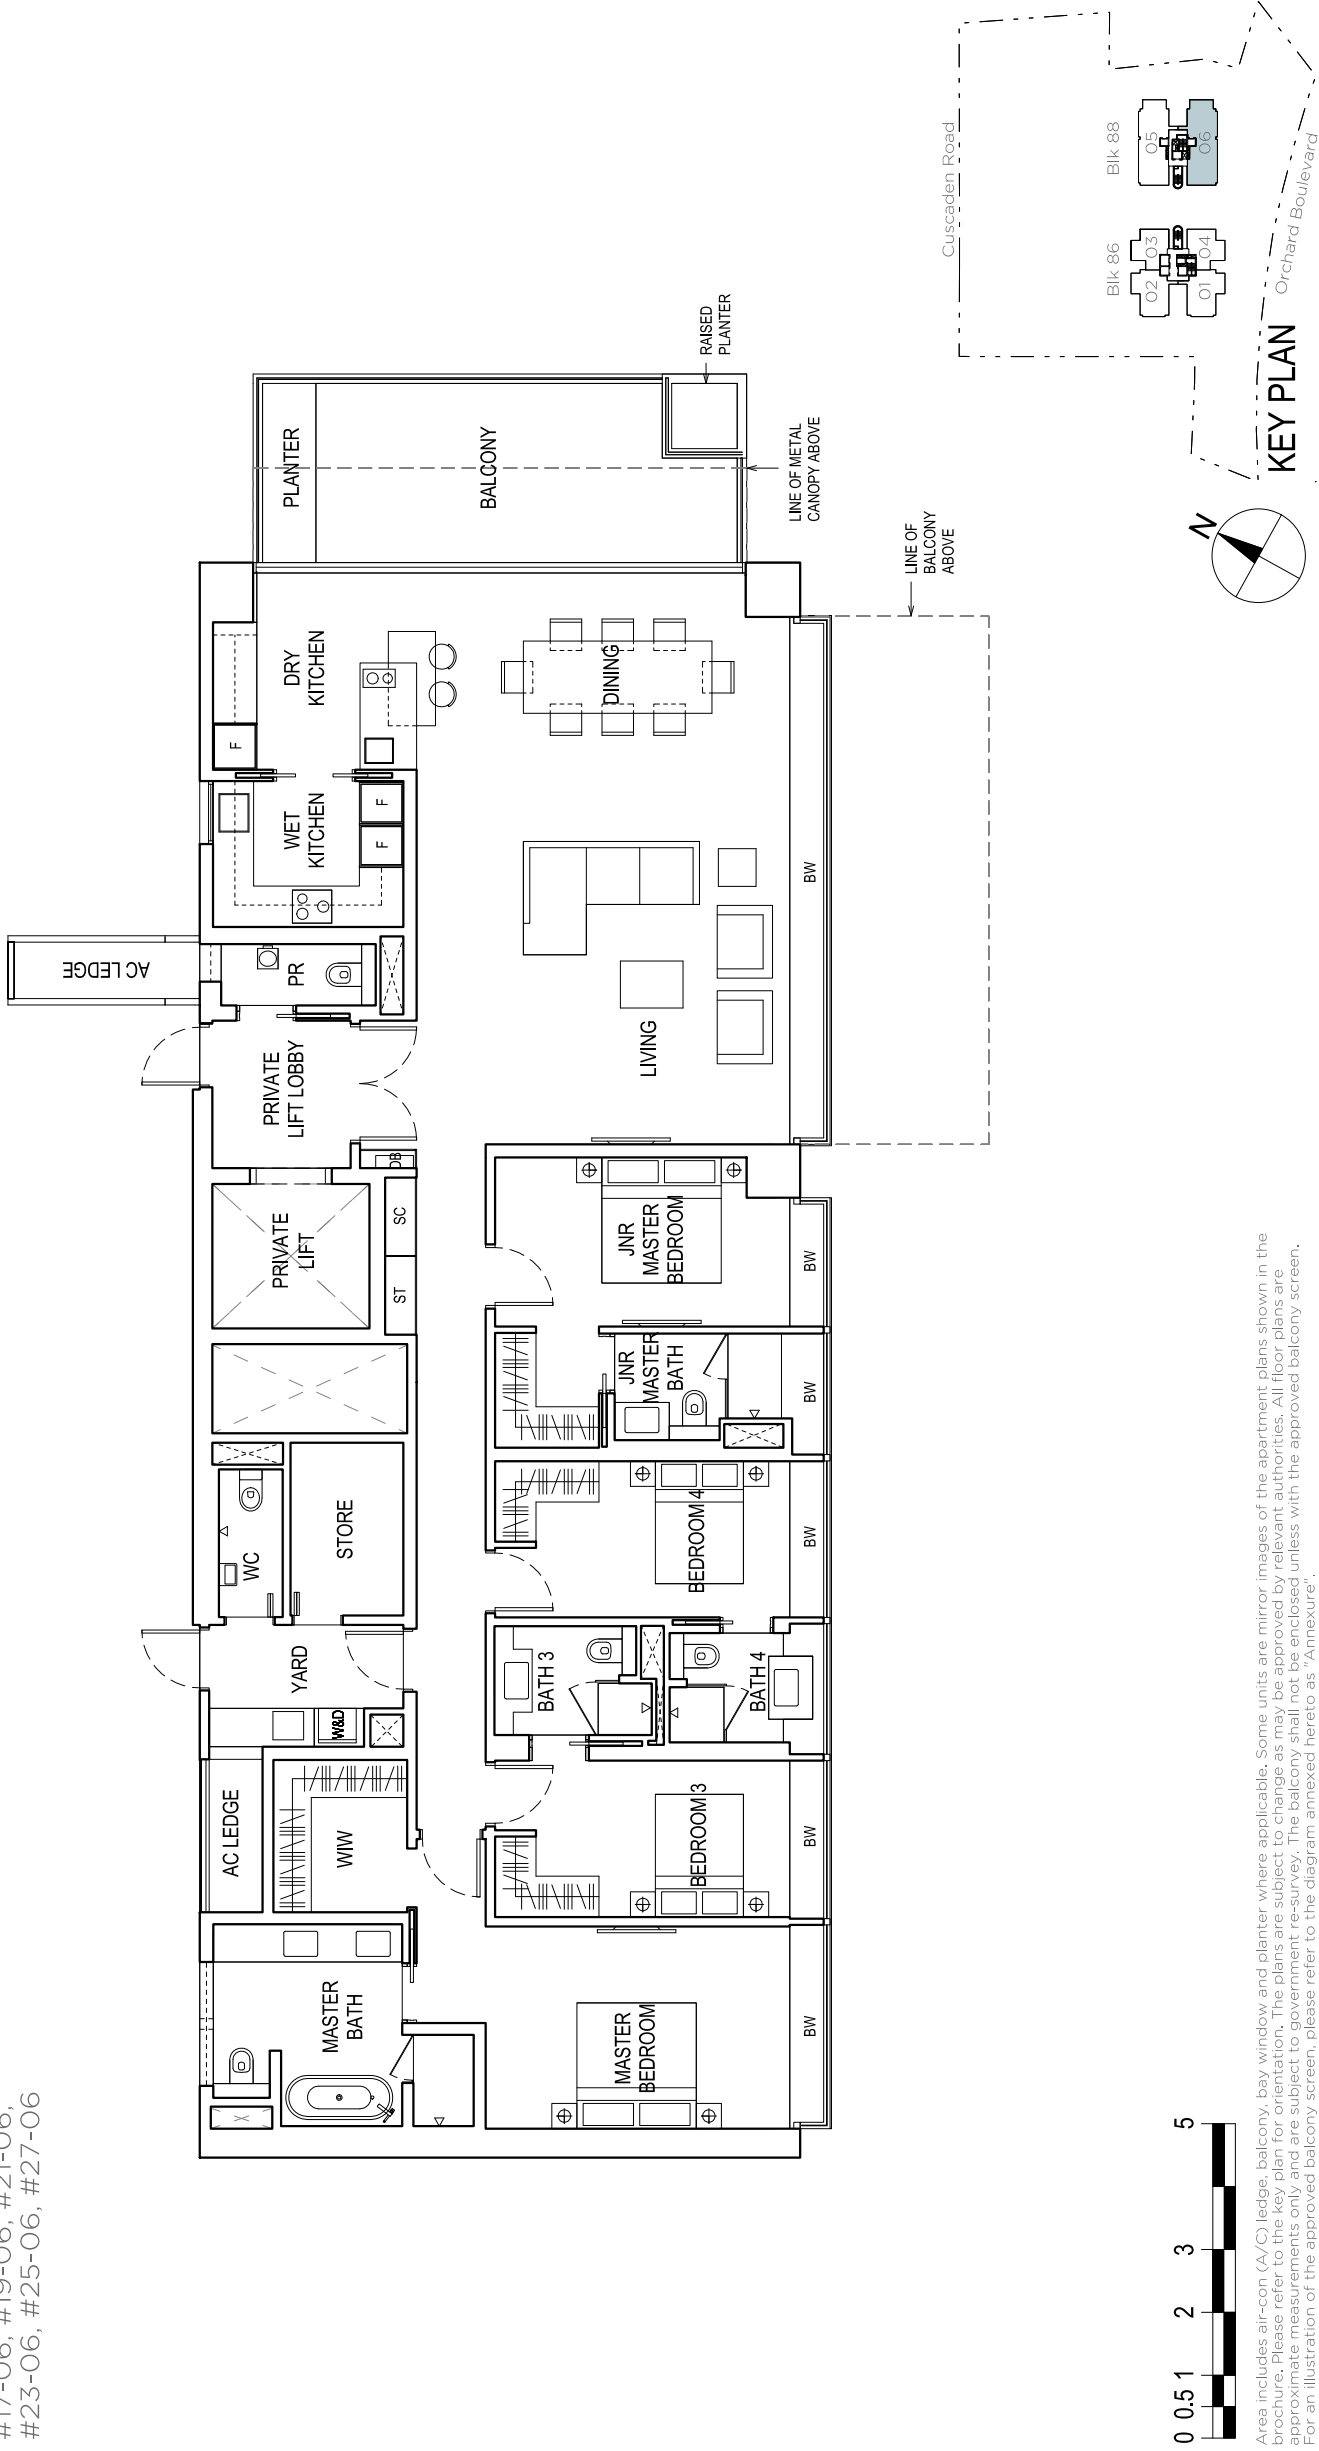 #17-06, #19-06, #21-06,
#23-06, #25-06, #27-06
AC LEDGE
MASTER
BATH
WIW
AC LEDGE
W&D
YARD
WC
STORE
PRIVATE
LIFT
ST
SC
DB
PRIVATE
LIFT LOBBY
PR
WET
KITCHEN
F
F
F
DRY
KITCHEN
PLANTER
BALCONY
RAISED
PLANTER
LINE OF METAL
CANOPY ABOVE
LINE OF
BALCONY
ABOVE
DINING
LIVING
BW
JNR
MASTER
BEDROOM
BW
JNR
MASTER
BATH
BW
BEDROOM 4
BW
BATH 3
BATH 4
BEDROOM 3
BW
MASTER
BEDROOM
BW
Cuscaden Road
Blk 86
Blk 88
02
03
05
01
04
06
Orchard Boulevard
KEY PLAN
N
0 0.5 1 2 3 5
Area includes air-con (A/C) ledge, balcony, bay window and planter where applicable. Some units are mirror images of the apartment plans shown in the
brochure. Please refer to the key plan for orientation. The plans are subject to change as may be approved by relevant authorities. All floor plans are
approximate measurements only and are subject to government re-survey. The balcony shall not be enclosed unless with the approved balcony screen.
For an illustration of the approved balcony screen, please refer to the diagram annexed hereto as "Annexure".